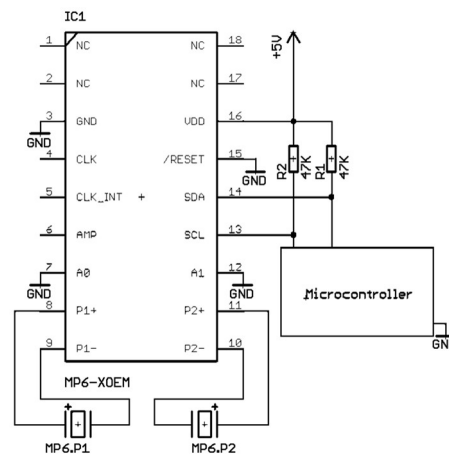 IC1
1 NC NC 18
2 NC NC 17
3 GND VDD 16
GND
4 CLK /RESET 15
GND
5 CLK_INT + SDA 14
6 AMP SCL 13
7 A0 A1 12
GND GND
8 P1+ P2+ 11
9 P1- P2- 10
MP6-XOEM
+ +
MP6.P1 MP6.P2
+5V
R2 47K
R1 47K
Microcontroller
GN